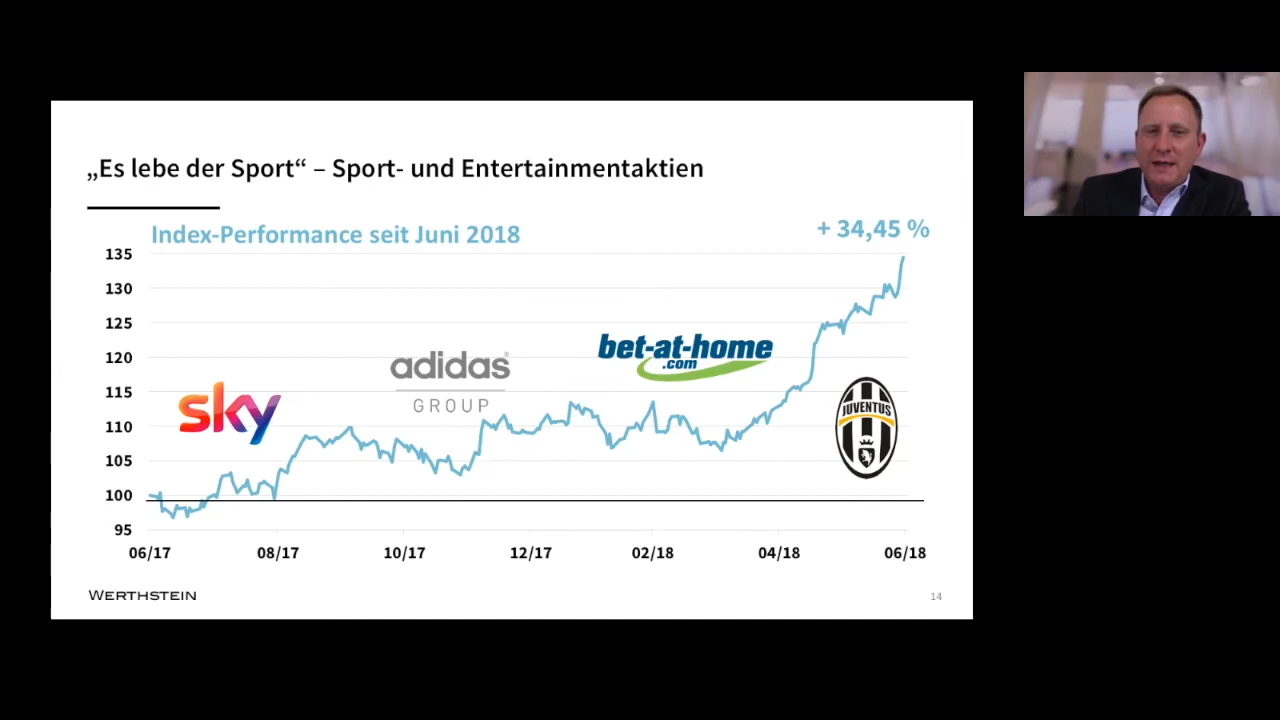 „Es lebe der Sport“ – Sport- und Entertainmentaktien
Index-Performance seit Juni 2018
+ 34,45 %
135
130
125
120
115
110
105
100
95
sky
adidas
GROUP
bet-at-home
.com
JUVENTUS
06/17 08/17 10/17 12/17 02/18 04/18 06/18
WERTHSTEIN
14